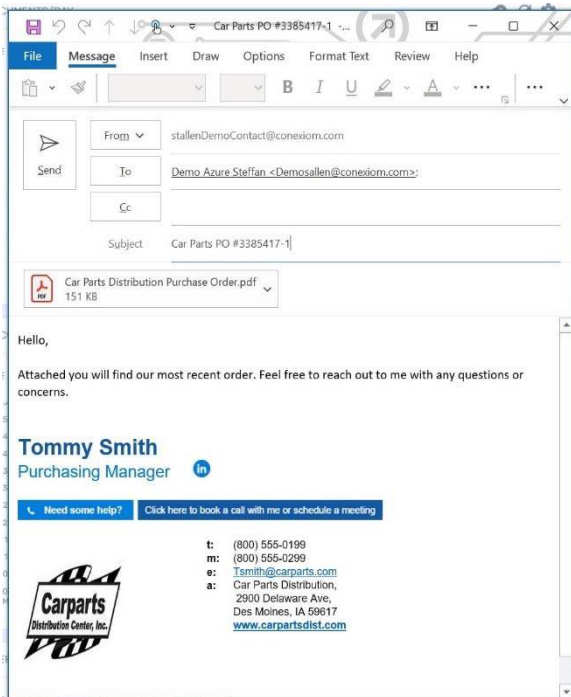 Car Parts PO #3385417-1 -...
File Message Insert Draw Options Format Text Review Help
B I U A
From stallenDemoContact@conexiom.com
Send
To Demo Azure Steffan <Demosallen@conexiom.com>;
Cc
Subject Car Parts PO #3385417-1
PDF
Car Parts Distribution Purchase Order.pdf
151 KB
Hello,
Attached you will find our most recent order. Feel free to reach out to me with any questions or
concerns.
Tommy Smith
Purchasing Manager in
Need some help? Click here to book a call with me or schedule a meeting
t: (800) 555-0199
m: (800) 555-0299
e: Tsmith@carparts.com
a: Car Parts Distribution,
2900 Delaware Ave,
Des Moines, IA 59617
www.carpartsdist.com
Carparts
Distribution Center, Inc.